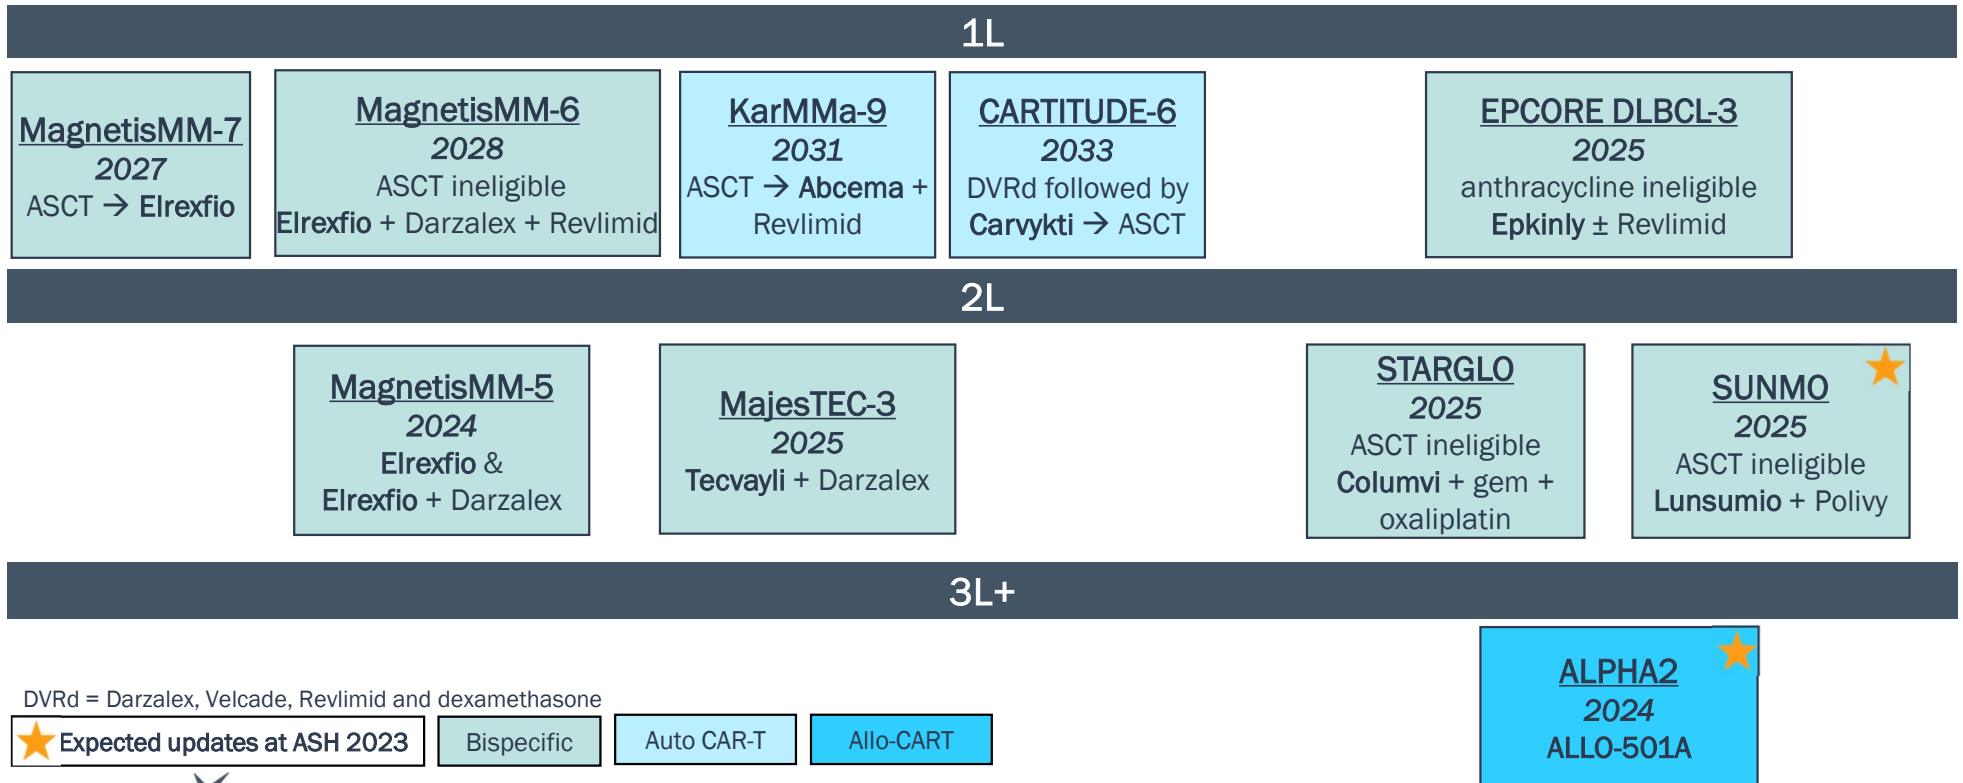 1L
MagnetisMM-7
2027
ASCT → Elrexfio
MagnetisMM-6
2028
ASCT ineligible
Elrexfio + Darzalex + Revlimid
KarMMa-9
2031
ASCT → Abcema +
Revlimid
CARTITUDE-6
2033
DVRd followed by
Carvykti → ASCT
EPCORE DLBCL-3
2025
anthracycline ineligible
Epkinly ± Revlimid
2L
MagnetisMM-5
2024
Elrexfio &
Elrexfio + Darzalex
MajesTEC-3
2025
Tecvayli + Darzalex
STARGLO
2025
ASCT ineligible
Columvi + gem +
oxaliplatin
SUNMO
2025
ASCT ineligible
Lunsumio + Polivy
3L+
ALPHA2
2024
ALLO-501A
DVRd = Darzalex, Velcade, Revlimid and dexamethasone
Expected updates at ASH 2023
Bispecific
Auto CAR-T
Allo-CART